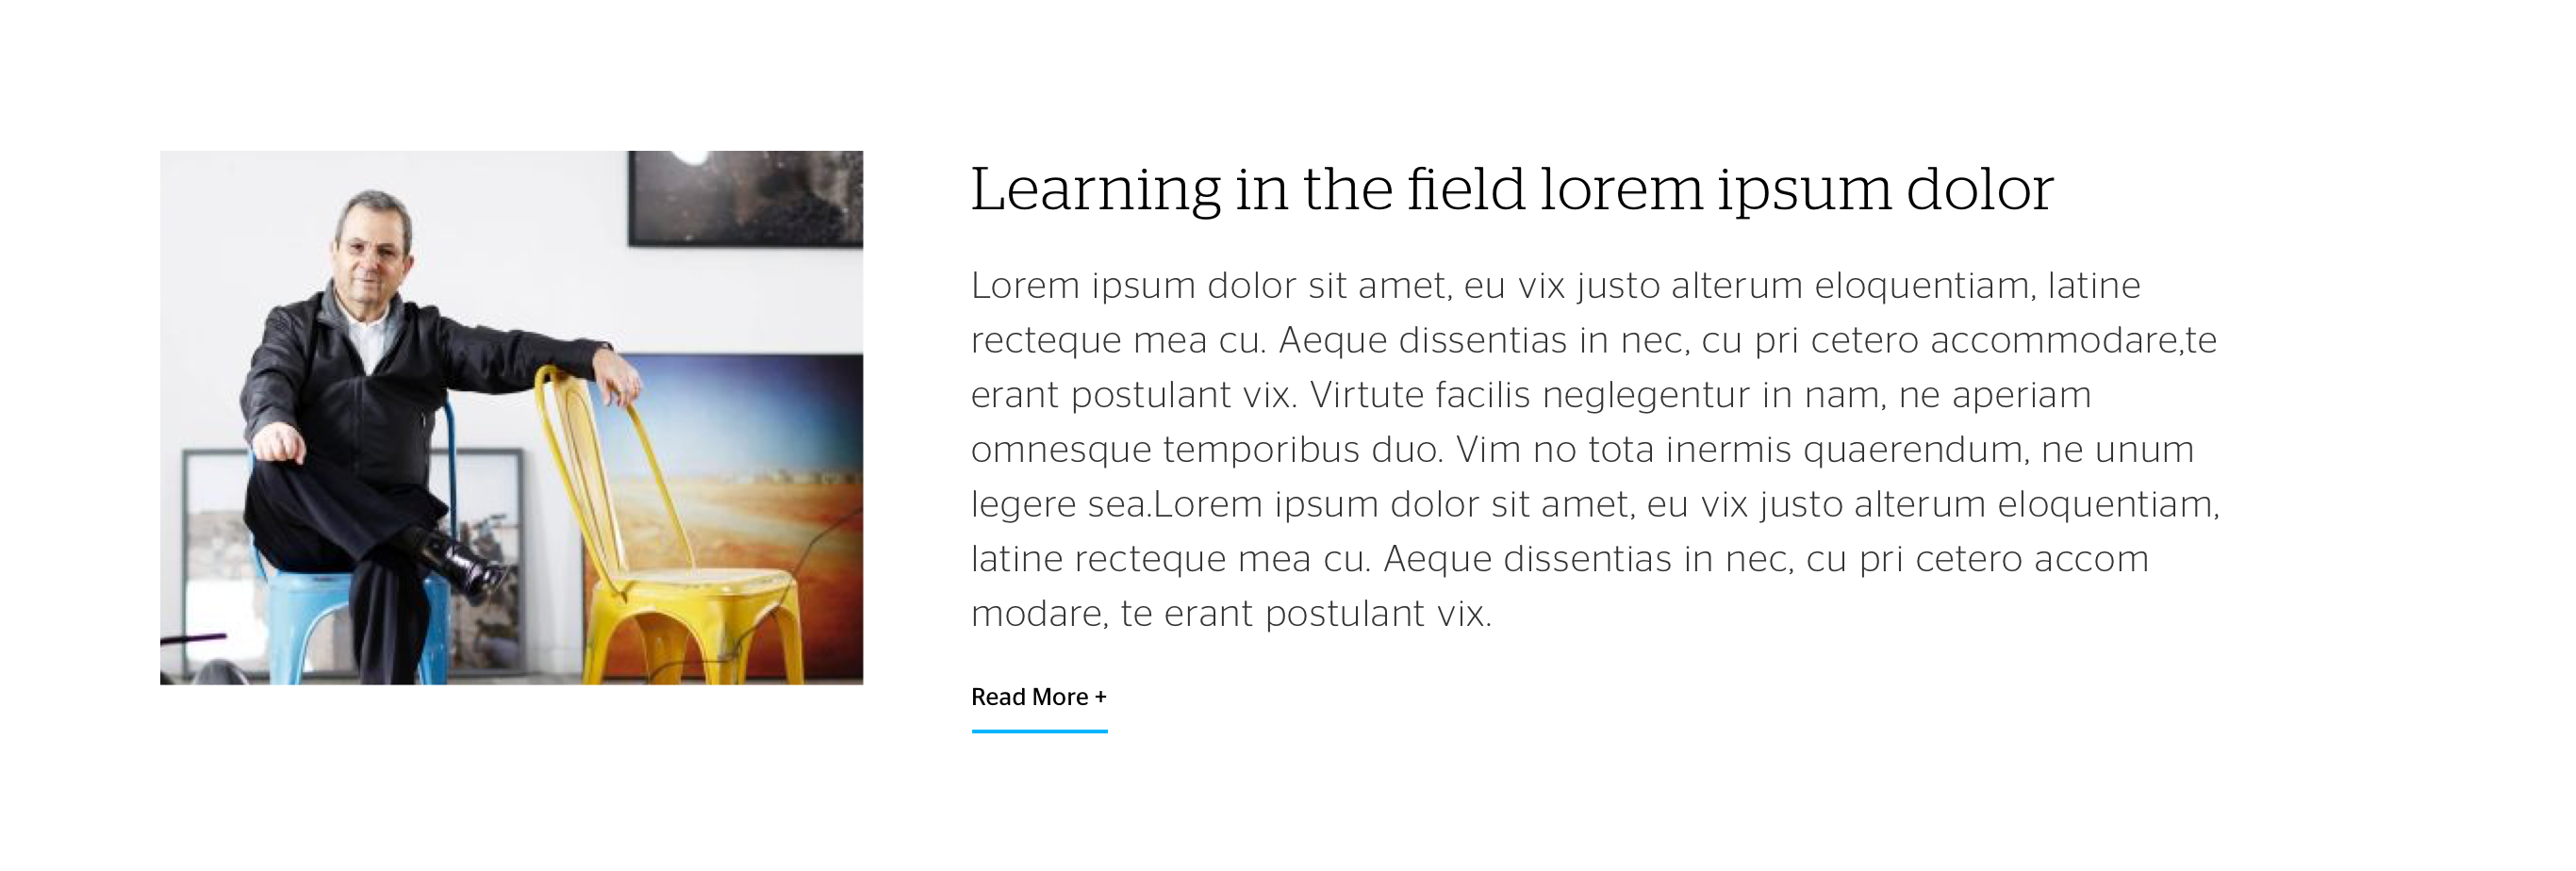 Learning in the field lorem ipsum dolor
Lorem ipsum dolor sit amet, eu vix justo alterum eloquentiam, latine
recteque mea cu. Aeque dissentias in nec, cu pri cetero accommodare,te
erant postulant vix. Virtute facilis neglegentur in nam, ne aperiam
omnesque temporibus duo. Vim no tota inermis quaerendum, ne unum
legere sea.Lorem ipsum dolor sit amet, eu vix justo alterum eloquentiam,
latine recteque mea cu. Aeque dissentias in nec, cu pri cetero accom
modare, te erant postulant vix.
Read More +